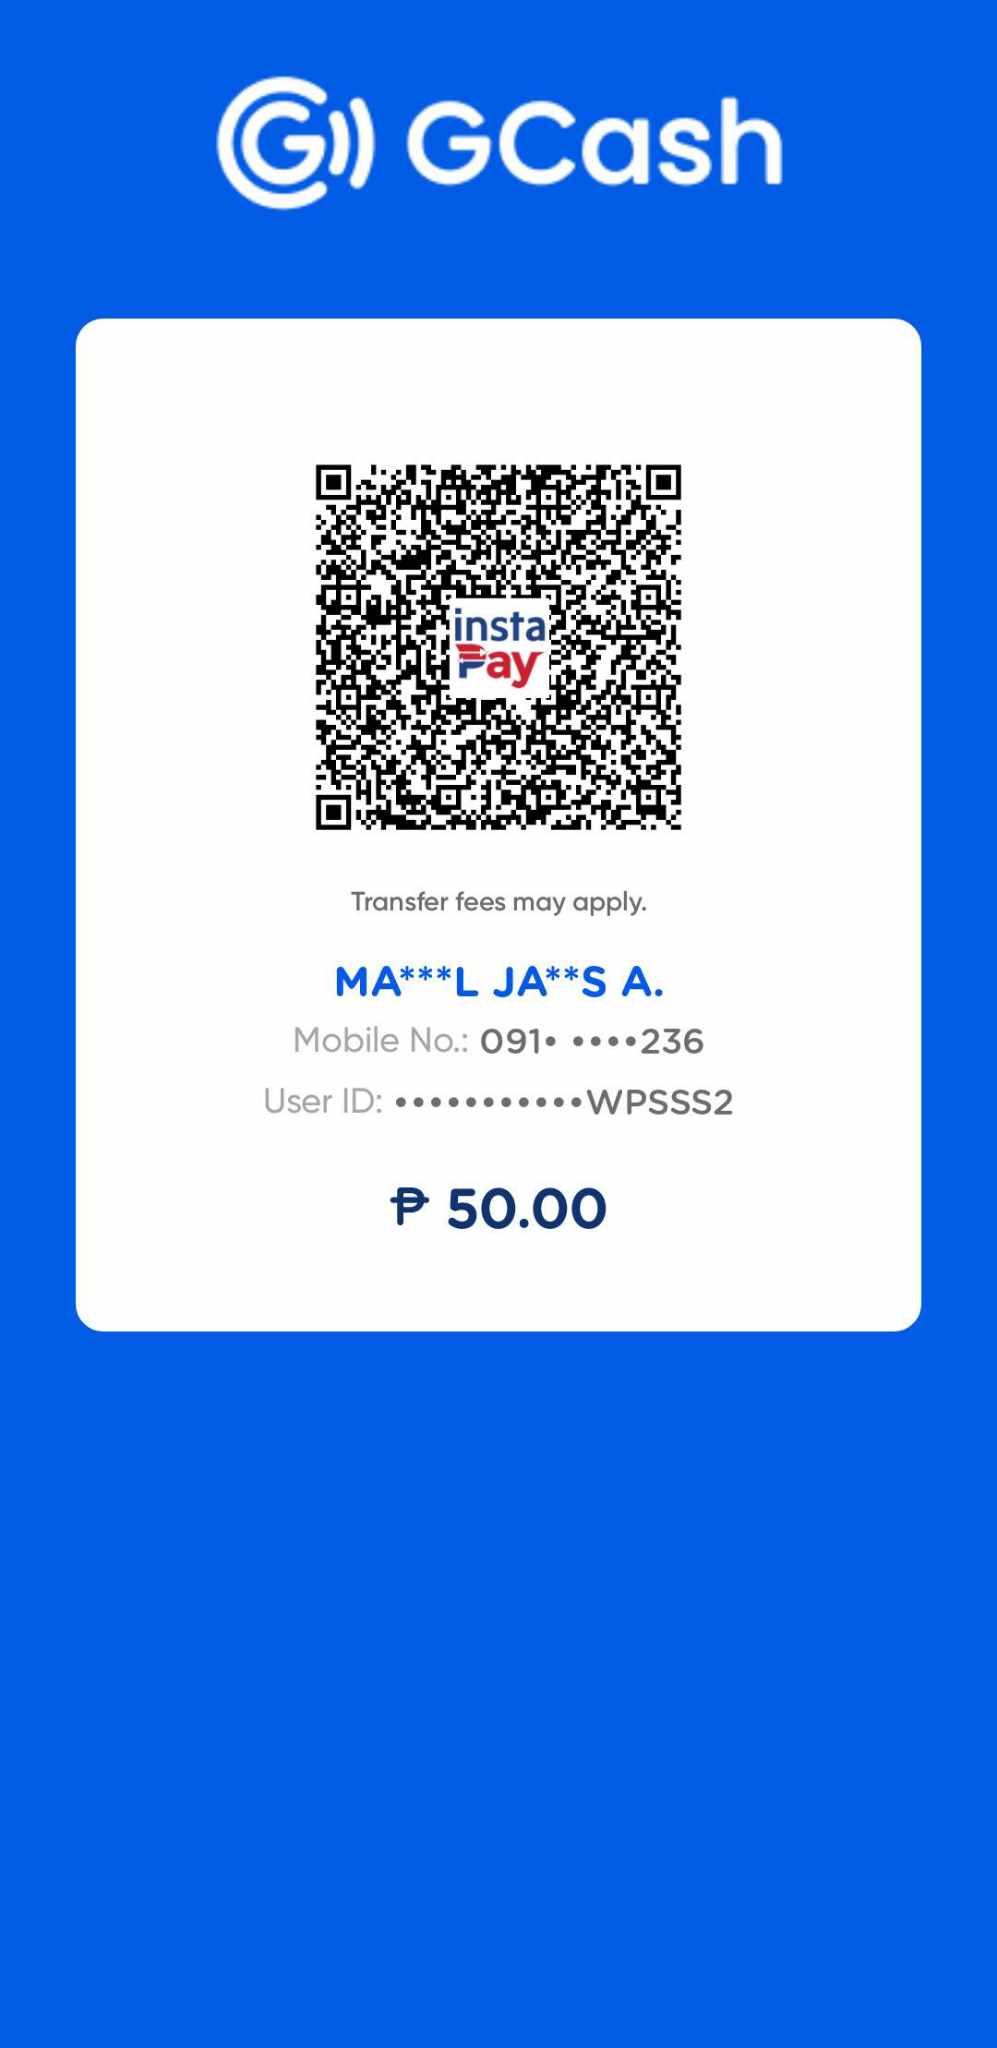 GCash
insta
Pay
Transfer fees may apply.
MA***L JA**S A.
Mobile No.: 091• ••••236
User ID: •••••••••••WPSSS2
₱ 50.00